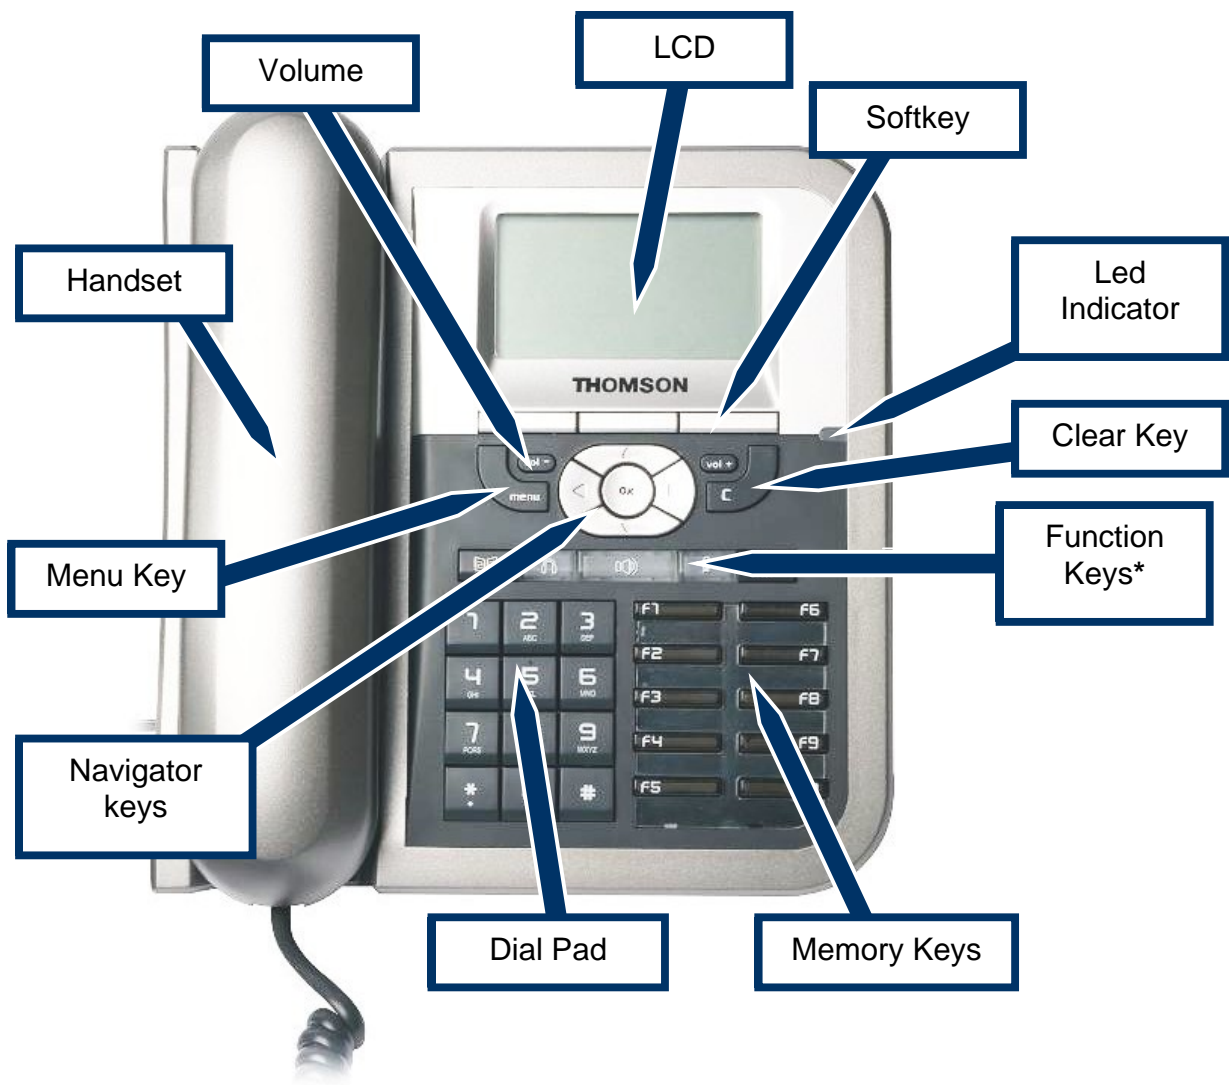 LCD
Volume
Softkey
Handset
Led
Indicator
THOMSON
Clear Key
vol +
menu
C
OK
Function
Keys*
Menu Key
F1
F6
1
2
3
ABC
DEF
F2
F7
4
5
6
GHI
MNO
F3
F8
7
9
PQRS
WXYZ
F4
F9
Navigator
keys
*
#
F5
Dial Pad
Memory Keys